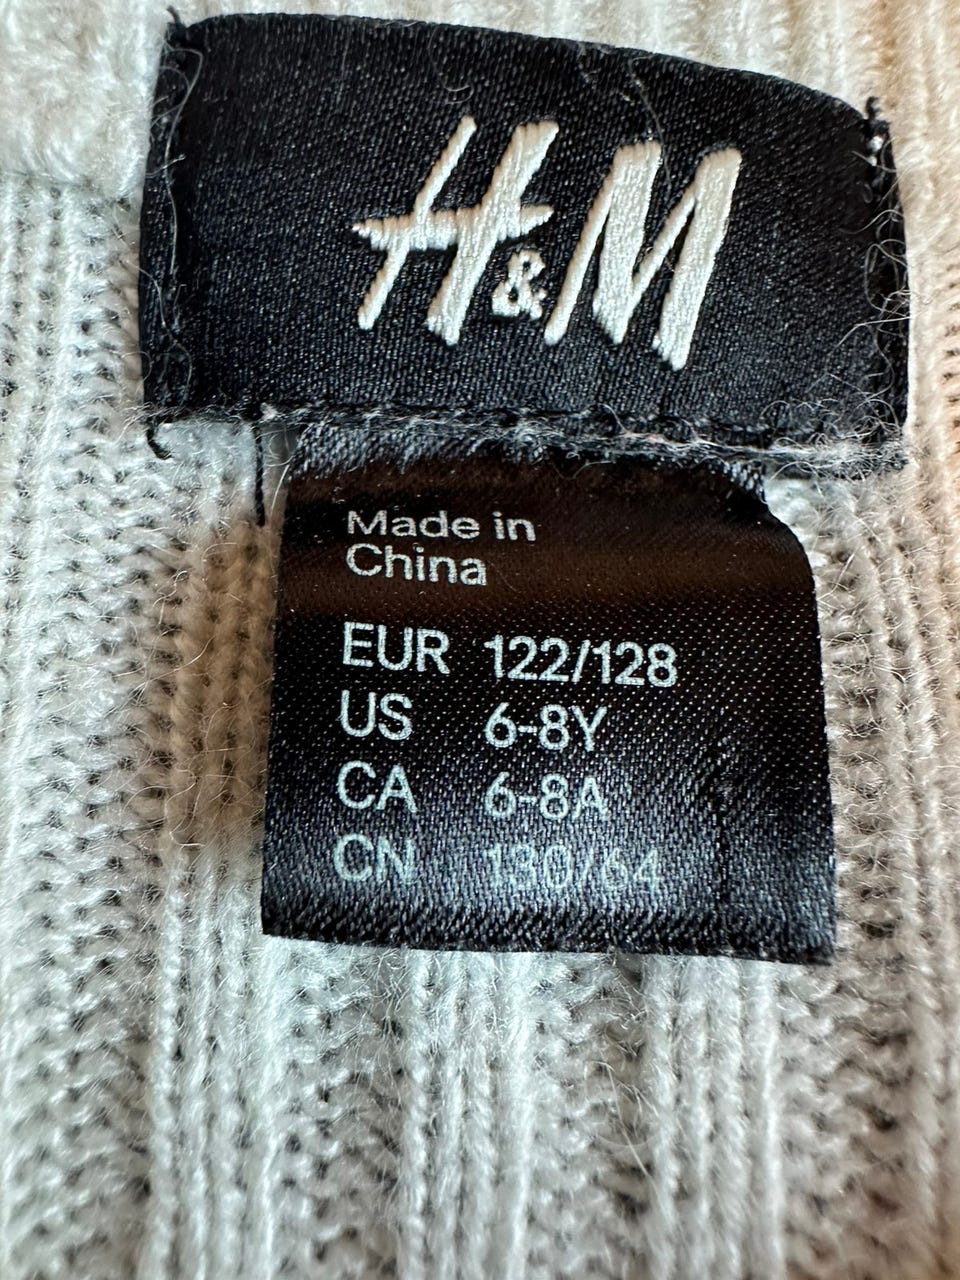 H&M
Made in
China
EUR 122/128
US 6-8Y
CA 6-8A
CN 130/64